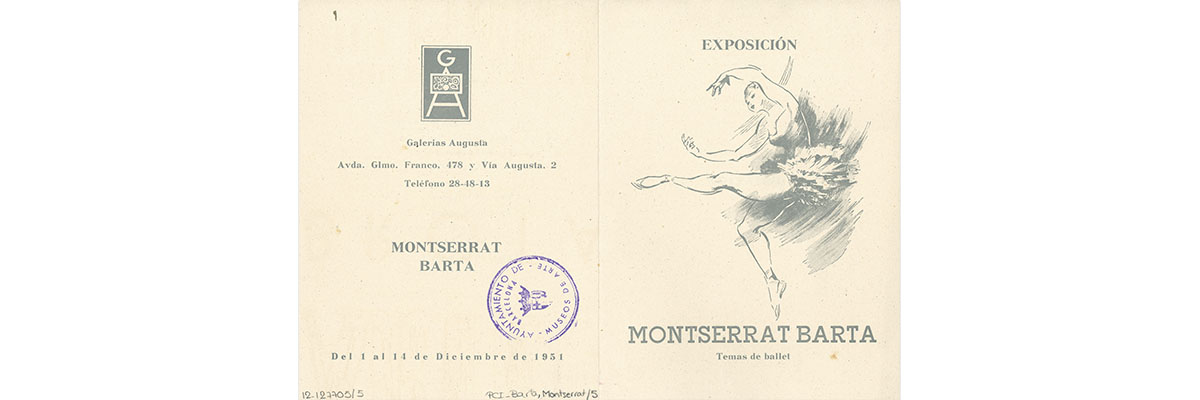 1
G
A
Galerías Augusta
Avda. Glmo. Franco, 478 y Vía Augusta, 2
Teléfono 28-48-13
MONTSERRAT
BARTA
AYUNTAMIENTO DE - MUSEOS DE ARTE -
BARCELONA
Del 1 al 14 de Diciembre de 1951
12-127705/5
PCI-Barta, Montserrat/5
EXPOSICIÓN
MONTSERRAT BARTA
Temas de ballet